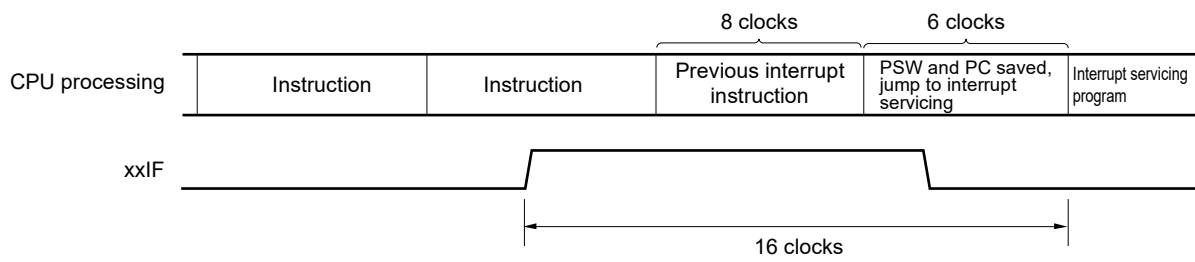 8 clocks
6 clocks
CPU processing
Instruction
Instruction
Previous interrupt
instruction
PSW and PC saved,
jump to interrupt
servicing
Interrupt servicing
program
xxIF
16 clocks